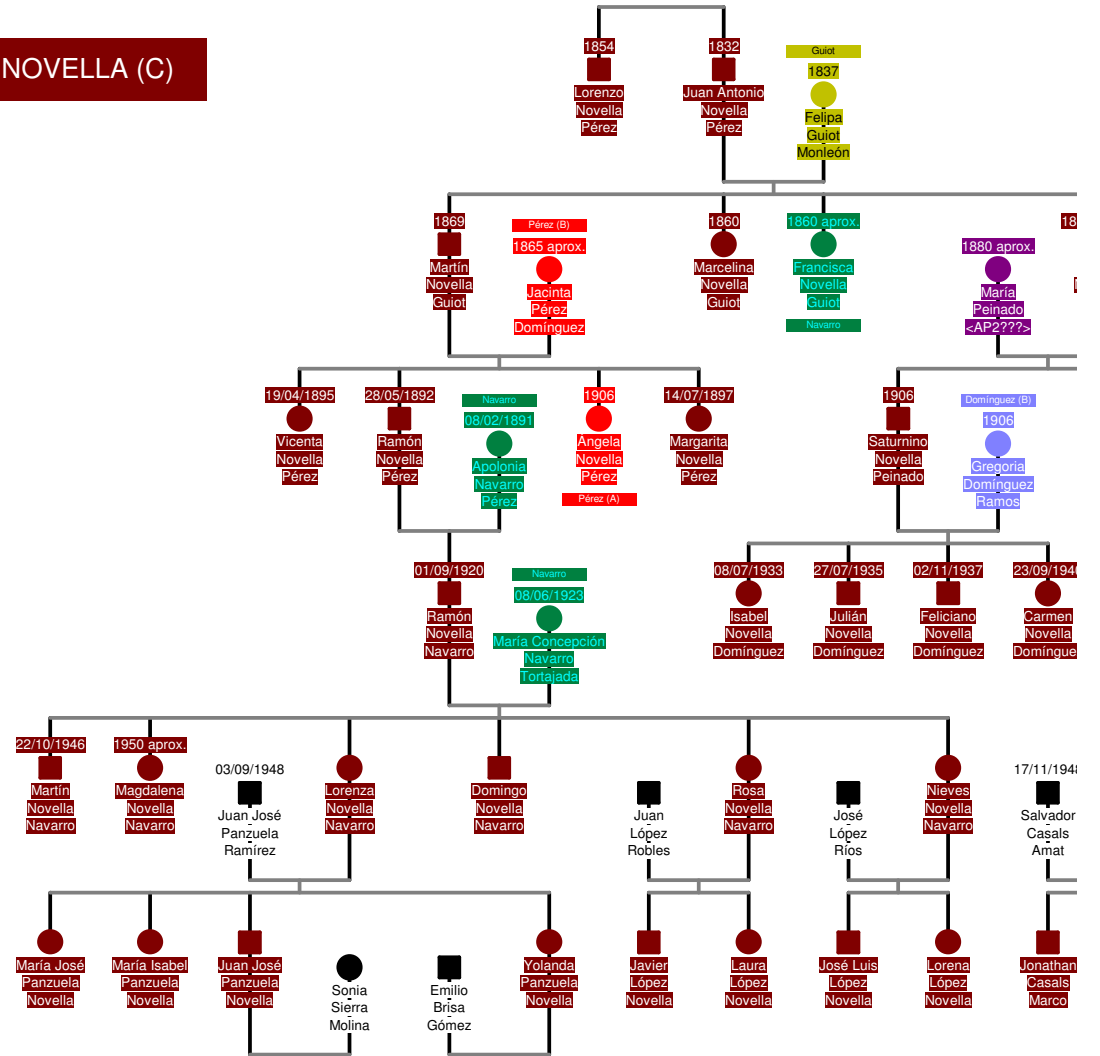 NOVELLA (C)
1854
Lorenzo
Novella
Pérez
1832
Juan Antonio
Novella
Pérez
Guiot
1837
Felipa
Guiot
Monleón
1869
Martín
Novella
Guiot
Pérez (B)
1865 aprox.
Jacinta
Pérez
Domínguez
1860
Marcelina
Novella
Guiot
1860 aprox.
Francisca
Novella
Guiot
Navarro
1880 aprox.
María
Peinado
<AP2???>
18
19/04/1895
Vicenta
Novella
Pérez
28/05/1892
Ramón
Novella
Pérez
Navarro
08/02/1891
Apolonia
Navarro
Pérez
1906
Ángela
Novella
Pérez
Pérez (A)
14/07/1897
Margarita
Novella
Pérez
1906
Saturnino
Novella
Peinado
Domínguez (B)
1906
Gregoria
Domínguez
Ramos
01/09/1920
Ramón
Novella
Navarro
Navarro
08/06/1923
María Concepción
Navarro
Tortajada
08/07/1933
Isabel
Novella
Domínguez
27/07/1935
Julián
Novella
Domínguez
02/11/1937
Feliciano
Novella
Domínguez
23/09/194
Carmen
Novella
Domíngue
22/10/1946
Martín
Novella
Navarro
1950 aprox.
Magdalena
Novella
Navarro
03/09/1948
Juan José
Panzuela
Ramírez
Lorenza
Novella
Navarro
Domingo
Novella
Navarro
Juan
López
Robles
Rosa
Novella
Navarro
José
López
Ríos
Nieves
Novella
Navarro
17/11/1948
Salvador
Casals
Amat
María José
Panzuela
Novella
María Isabel
Panzuela
Novella
Juan José
Panzuela
Novella
Sonia
Sierra
Molina
Emilio
Brisa
Gómez
Yolanda
Panzuela
Novella
Javier
López
Novella
Laura
López
Novella
José Luis
López
Novella
Lorena
López
Novella
Jonathan
Casals
Marco